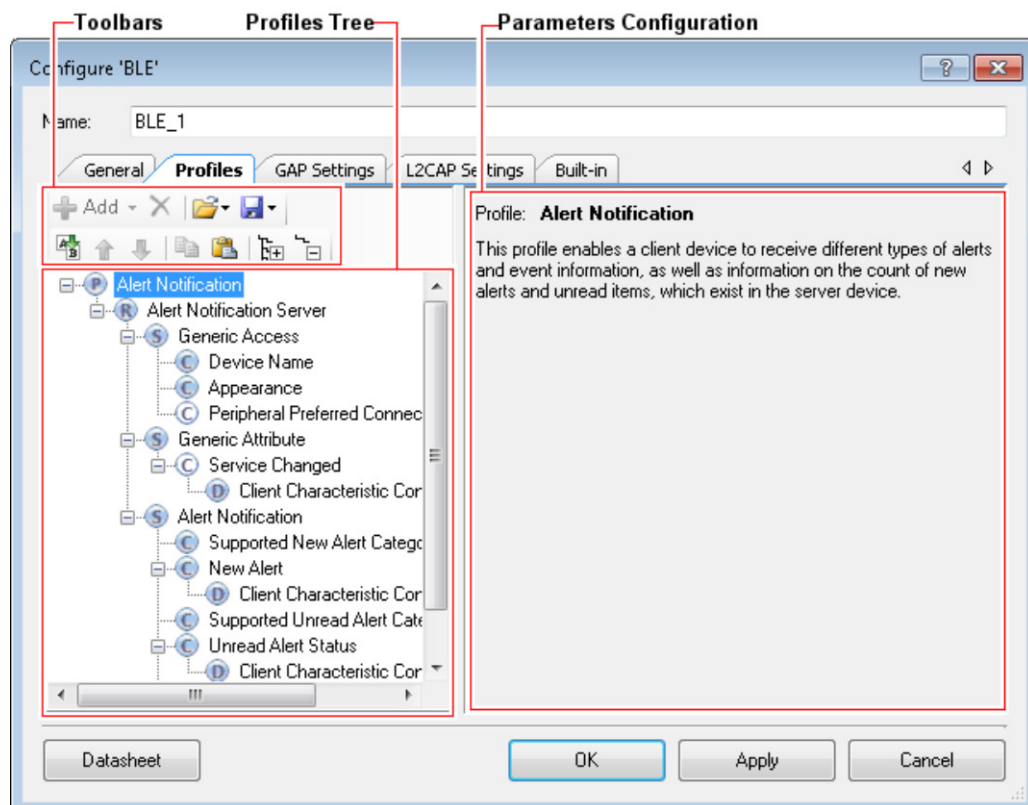 Toolbars Profiles Tree Parameters Configuration
Configure 'BLE'
Name: BLE_1
General Profiles GAP Settings L2CAP Settings Built-in
Add
Profile: Alert Notification
This profile enables a client device to receive different types of alerts
and event information, as well as information on the count of new
alerts and unread items, which exist in the server device.
P Alert Notification
R Alert Notification Server
S Generic Access
C Device Name
C Appearance
C Peripheral Preferred Connec
S Generic Attribute
C Service Changed
D Client Characteristic Cor
S Alert Notification
C Supported New Alert Catego
C New Alert
D Client Characteristic Cor
C Supported Unread Alert Cate
C Unread Alert Status
D Client Characteristic Cor
Datasheet OK Apply Cancel